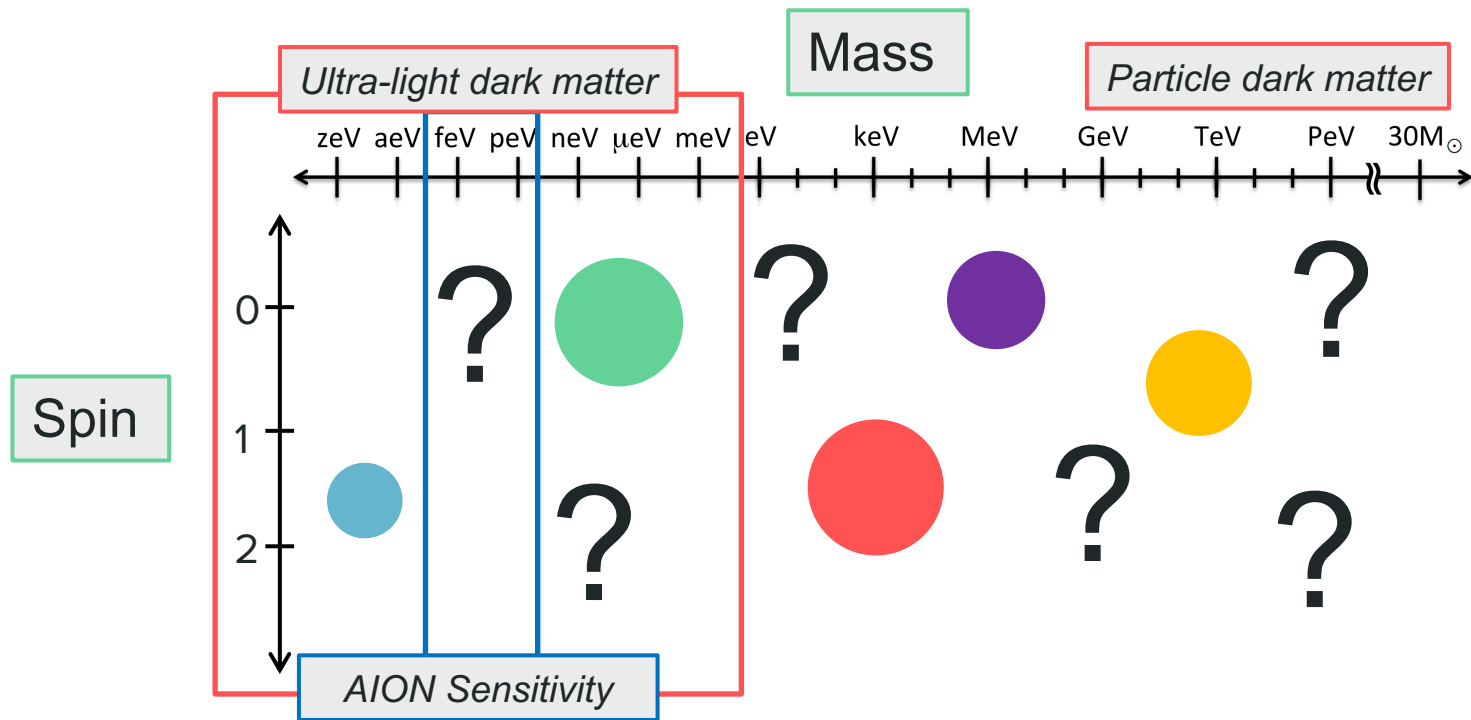 Mass
Ultra-light dark matter
Particle dark matter
zeV aeV feV peV neV μeV meV eV keV MeV GeV TeV PeV 30M☉
? ? ?
0
Spin
1
? ? ?
2
AION Sensitivity